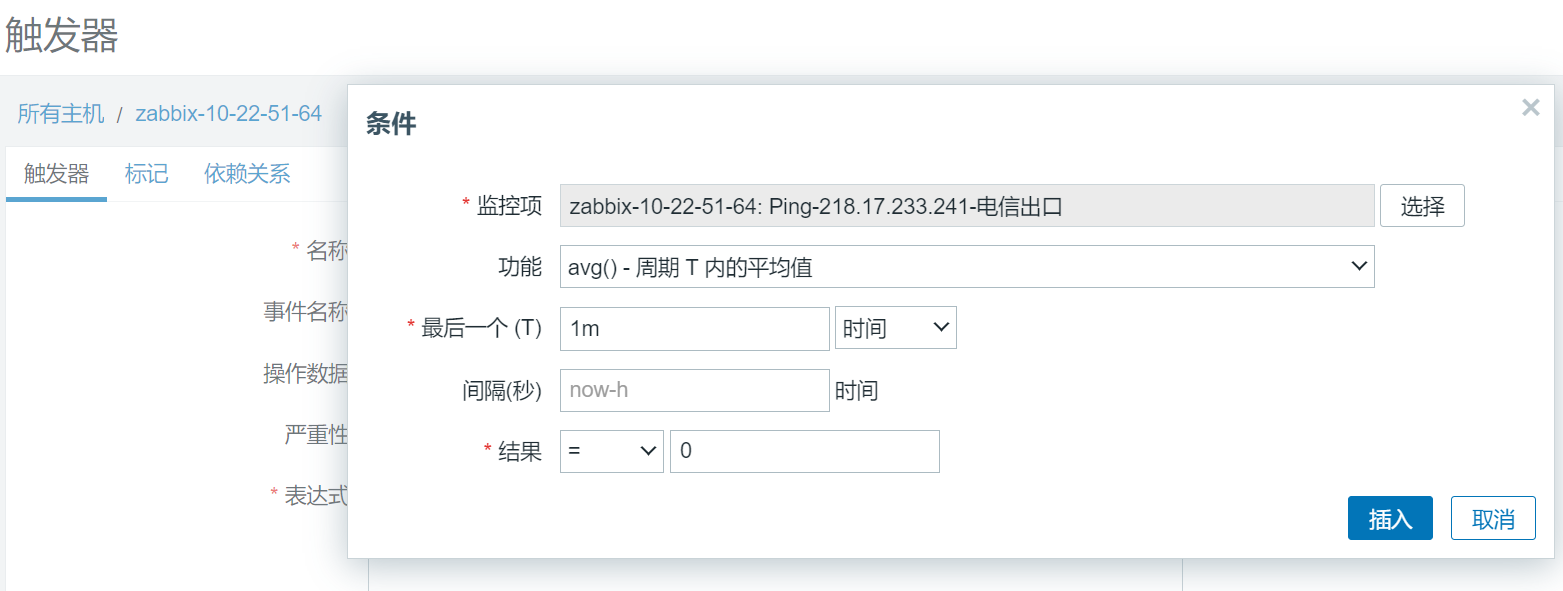 触发器
所有主机 / zabbix-10-22-51-64
触发器 标记 依赖关系
* 名称
事件名称
操作数据
严重性
* 表达式
条件
* 监控项 zabbix-10-22-51-64: Ping-218.17.233.241-电信出口 选择
功能 avg() - 周期 T 内的平均值
* 最后一个 (T) 1m 时间
间隔(秒) now-h 时间
* 结果 = 0
插入 取消